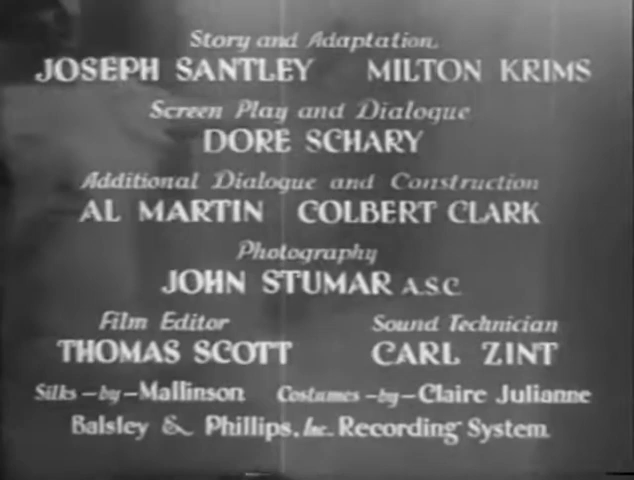 Story and Adaptation
JOSEPH SANTLEY MILTON KRIMS
Screen Play and Dialogue
DORE SCHARY
Additional Dialogue and Construction
AL MARTIN COLBERT CLARK
Photography
JOHN STUMAR A.S.C.
Film Editor Sound Technician
THOMAS SCOTT CARL ZINT
Silks-by-Mallinson Costumes-by-Claire Julianne
Balsley & Phillips, Inc. Recording System